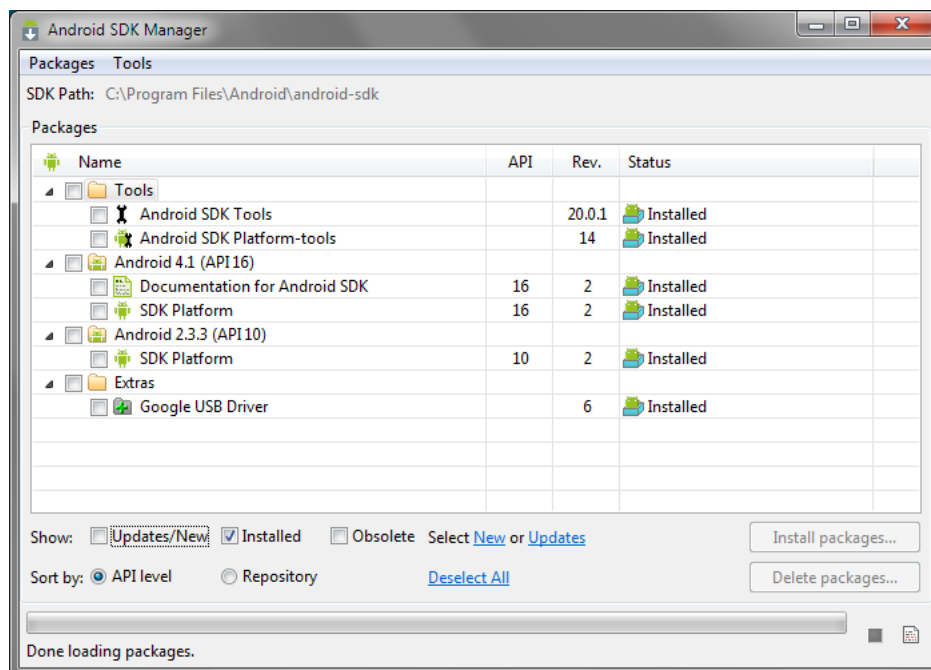 Android SDK Manager
Packages Tools
SDK Path: C:\Program Files\Android\android-sdk
Packages
Name API Rev. Status
Tools
Android SDK Tools 20.0.1 Installed
Android SDK Platform-tools 14 Installed
Android 4.1 (API 16)
Documentation for Android SDK 16 2 Installed
SDK Platform 16 2 Installed
Android 2.3.3 (API 10)
SDK Platform 10 2 Installed
Extras
Google USB Driver 6 Installed
Show: Updates/New Installed Obsolete Select New or Updates Install packages...
Sort by: API level Repository Deselect All Delete packages...
Done loading packages.